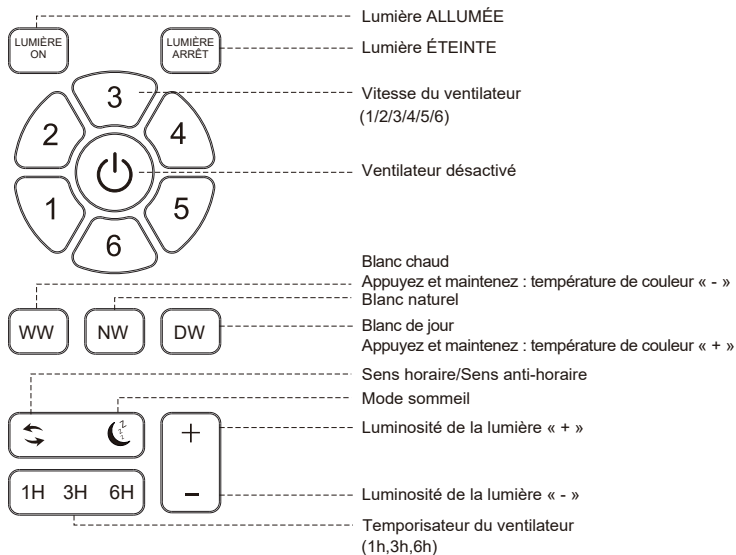 Lumière ALLUMÉE
LUMIÈRE
ON
LUMIÈRE
ARRÊT
Lumière ÉTEINTE
3
Vitesse du ventilateur
(1/2/3/4/5/6)
2
4
Ventilateur désactivé
1
5
6
Blanc chaud
Appuyez et maintenez : température de couleur « - »
Blanc naturel
WW
NW
DW
Blanc de jour
Appuyez et maintenez : température de couleur « + »
Sens horaire/Sens anti-horaire
Mode sommeil
z z z
+
Luminosité de la lumière « + »
1H 3H 6H
-
Luminosité de la lumière « - »
Temporisateur du ventilateur
(1h,3h,6h)